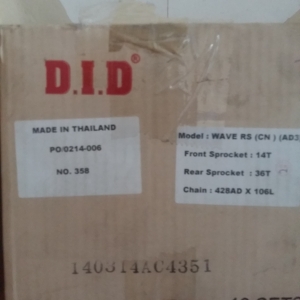 D.I.D®
MADE IN THAILAND
PO/0214-006
NO. 358
Model : WAVE RS (CN ) (AD3
Front Sprocket : 14T
Rear Sprocket : 36T
Chain : 428AD X 106L
140314AC4351